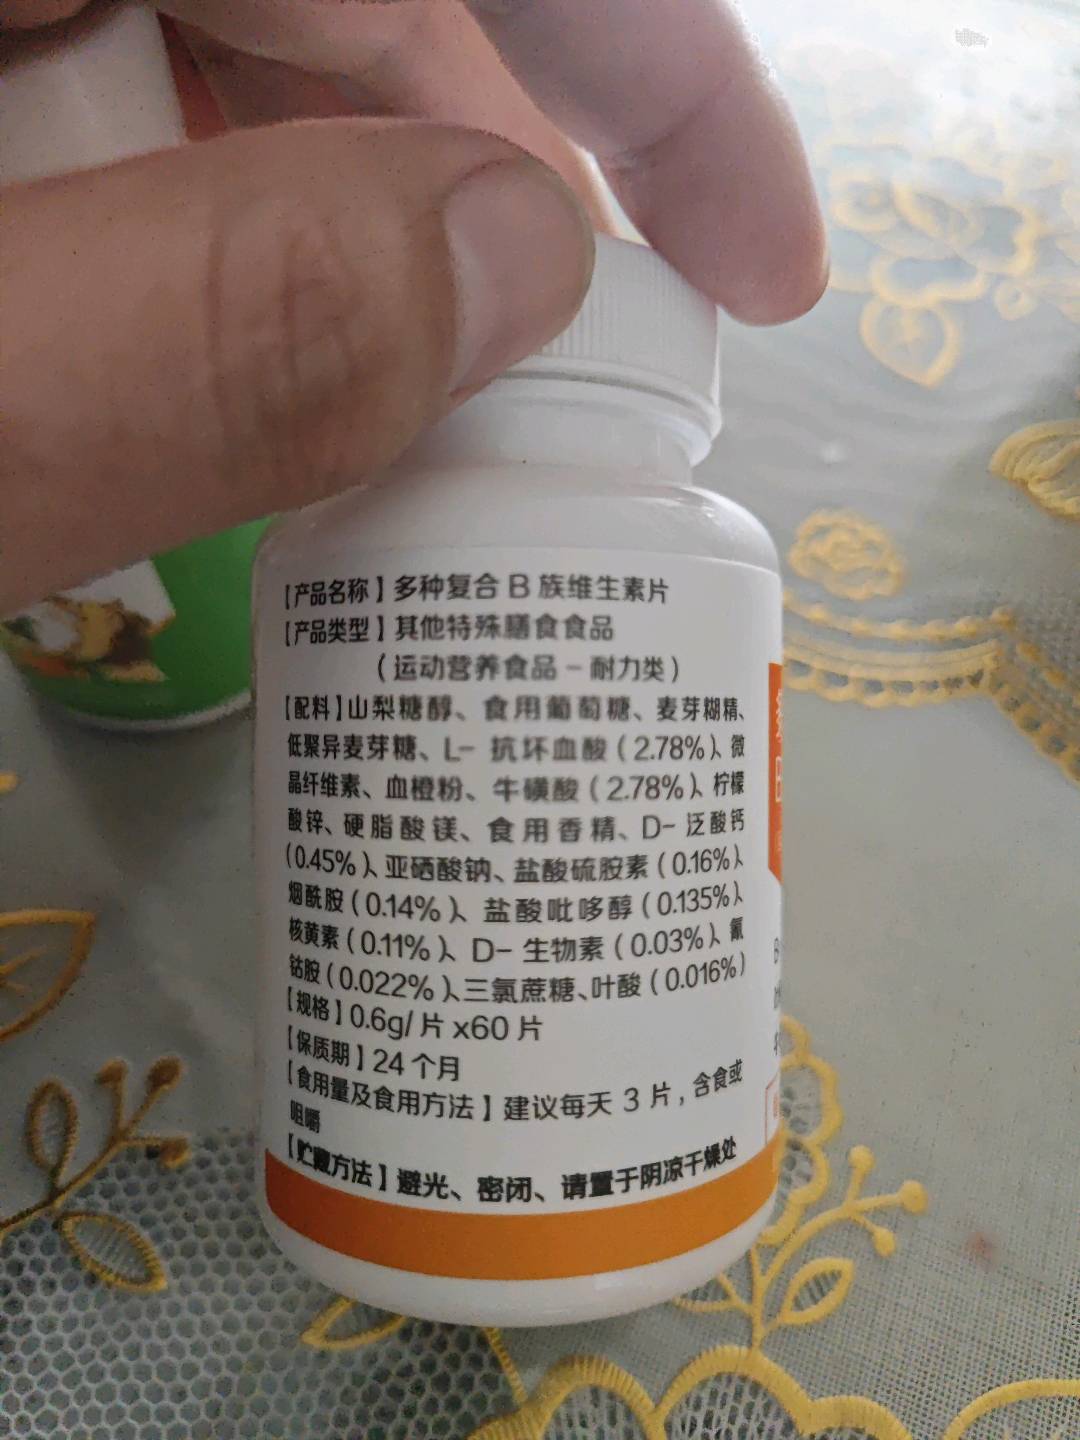 【产品名称】多种复合 B 族维生素片
【产品类型】其他特殊膳食食品
(运动营养食品 - 耐力类)
【配料】山梨糖醇、食用葡萄糖、麦芽糊精、
低聚异麦芽糖、L- 抗坏血酸(2.78%)、微
晶纤维素、血橙粉、牛磺酸(2.78%)、柠檬
酸锌、硬脂酸镁、食用香精、D- 泛酸钙
(0.45%)、亚硒酸钠、盐酸硫胺素(0.16%)、
烟酰胺(0.14%)、盐酸吡哆醇(0.135%)、
核黄素(0.11%)、D- 生物素(0.03%)、氰
钴胺(0.022%)、三氯蔗糖、叶酸(0.016%)
【规格】0.6g/ 片 x60 片
【保质期】24 个月
【食用量及食用方法】建议每天 3 片,含食或
咀嚼
【贮藏方法】避光、密闭、请置于阴凉干燥处